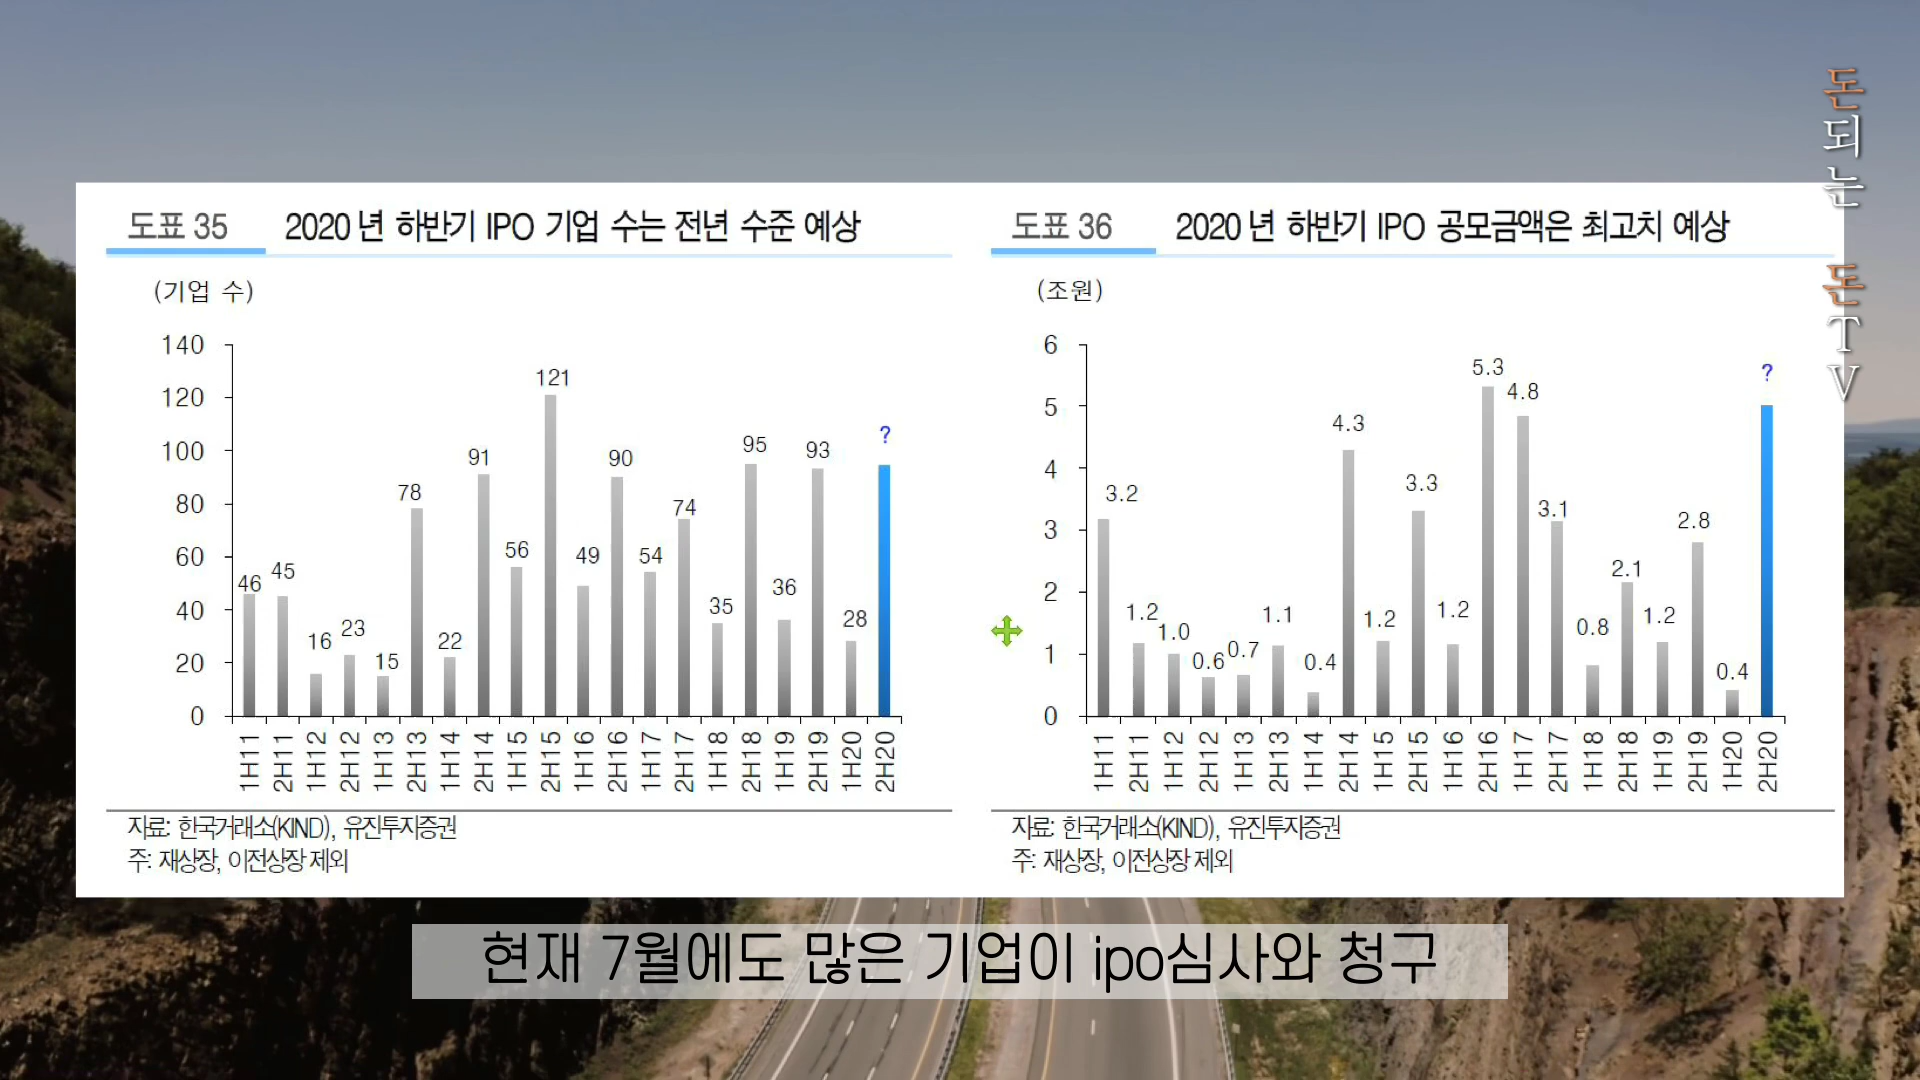 돈되는 돈TV
도표 35 2020년 하반기 IPO 기업 수는 전년 수준 예상
(기업 수)
140
120
100
80
60
40
20
0
46 45 16 23 15 78 22 91 56 121 49 90 54 74 35 95 36 93 28 ?
1H11 2H11 1H12 2H12 1H13 2H13 1H14 2H14 1H15 2H15 1H16 2H16 1H17 2H17 1H18 2H18 1H19 2H19 1H20 2H20
자료: 한국거래소(KIND), 유진투자증권
주: 재상장, 이전상장 제외
도표 36 2020년 하반기 IPO 공모금액은 최고치 예상
(조원)
6
5
4
3
2
1
0
3.2 1.2 1.0 0.6 0.7 1.1 0.4 4.3 1.2 3.3 1.2 5.3 4.8 3.1 0.8 2.1 1.2 2.8 0.4 ?
1H11 2H11 1H12 2H12 1H13 2H13 1H14 2H14 1H15 2H15 1H16 2H16 1H17 2H17 1H18 2H18 1H19 2H19 1H20 2H20
자료: 한국거래소(KIND), 유진투자증권
주: 재상장, 이전상장 제외
현재 7월에도 많은 기업이 ipo심사와 청구